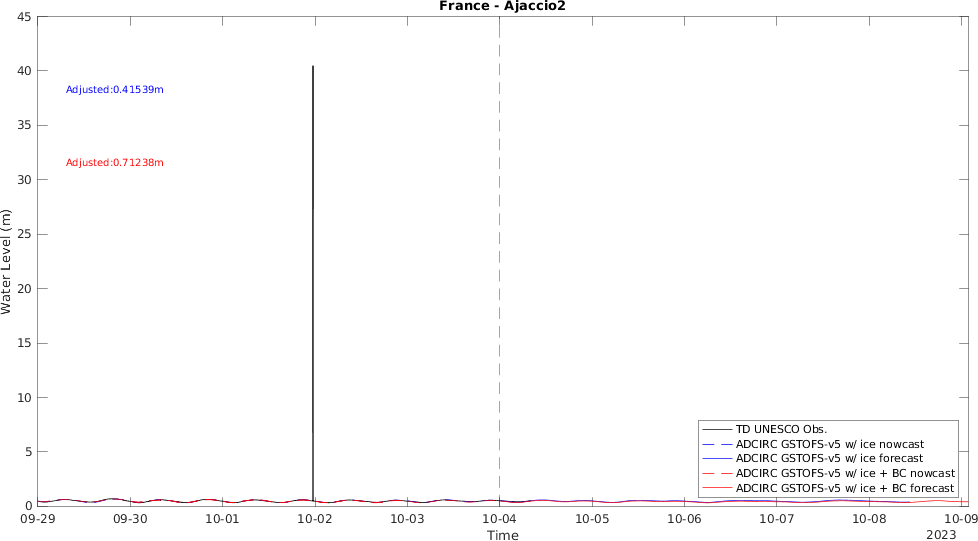 France - Ajaccio2
45
40
35
30
25
20
15
10
5
0
Water Level (m)
Adjusted:0.41539m
Adjusted:0.71238m
TD UNESCO Obs.
ADCIRC GSTOFS-v5 w/ ice nowcast
ADCIRC GSTOFS-v5 w/ ice forecast
ADCIRC GSTOFS-v5 w/ ice + BC nowcast
ADCIRC GSTOFS-v5 w/ ice + BC forecast
09-29 09-30 10-01 10-02 10-03 10-04 10-05 10-06 10-07 10-08 10-09
Time
2023